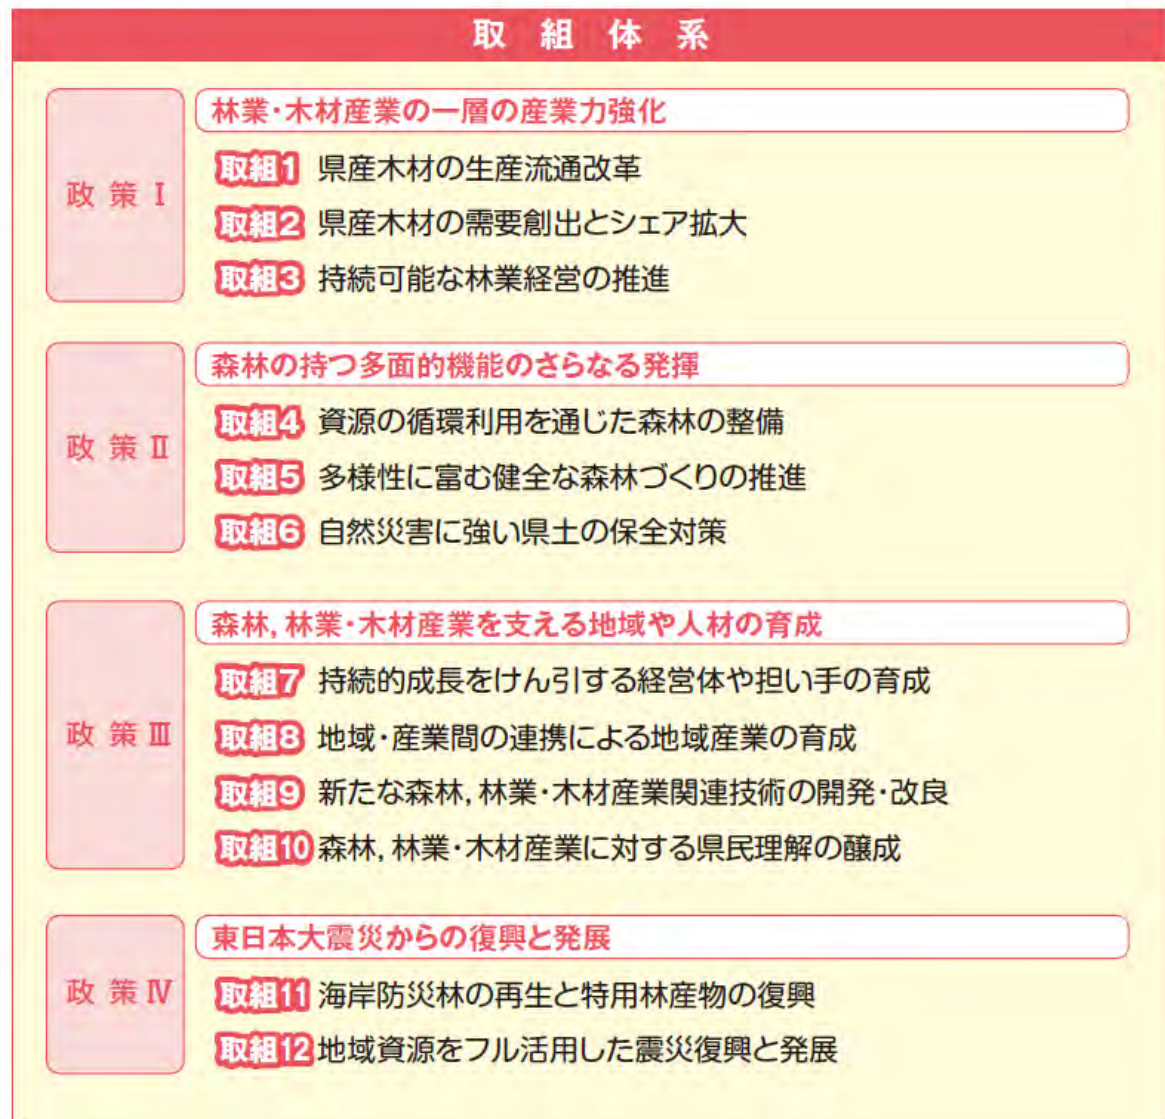 取組体系
政策Ⅰ
林業・木材産業の一層の産業力強化
取組1 県産木材の生産流通改革
取組2 県産木材の需要創出とシェア拡大
取組3 持続可能な林業経営の推進
政策Ⅱ
森林の持つ多面的機能のさらなる発揮
取組4 資源の循環利用を通じた森林の整備
取組5 多様性に富む健全な森林づくりの推進
取組6 自然災害に強い県土の保全対策
政策Ⅲ
森林,林業・木材産業を支える地域や人材の育成
取組7 持続的成長をけん引する経営体や担い手の育成
取組8 地域・産業間の連携による地域産業の育成
取組9 新たな森林,林業・木材産業関連技術の開発・改良
取組10 森林,林業・木材産業に対する県民理解の醸成
政策Ⅳ
東日本大震災からの復興と発展
取組11 海岸防災林の再生と特用林産物の復興
取組12 地域資源をフル活用した震災復興と発展